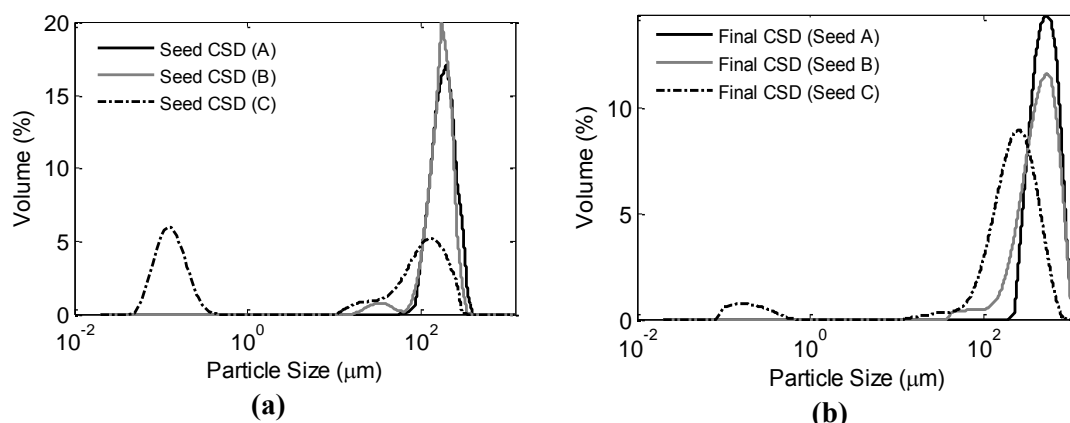 20
15
10
5
0
Volume (%)
Seed CSD (A)
Seed CSD (B)
Seed CSD (C)
10-2
100
102
Particle Size (μm)
(a)
10
5
0
Volume (%)
Final CSD (Seed A)
Final CSD (Seed B)
Final CSD (Seed C)
10-2
100
102
Particle Size (μm)
(b)